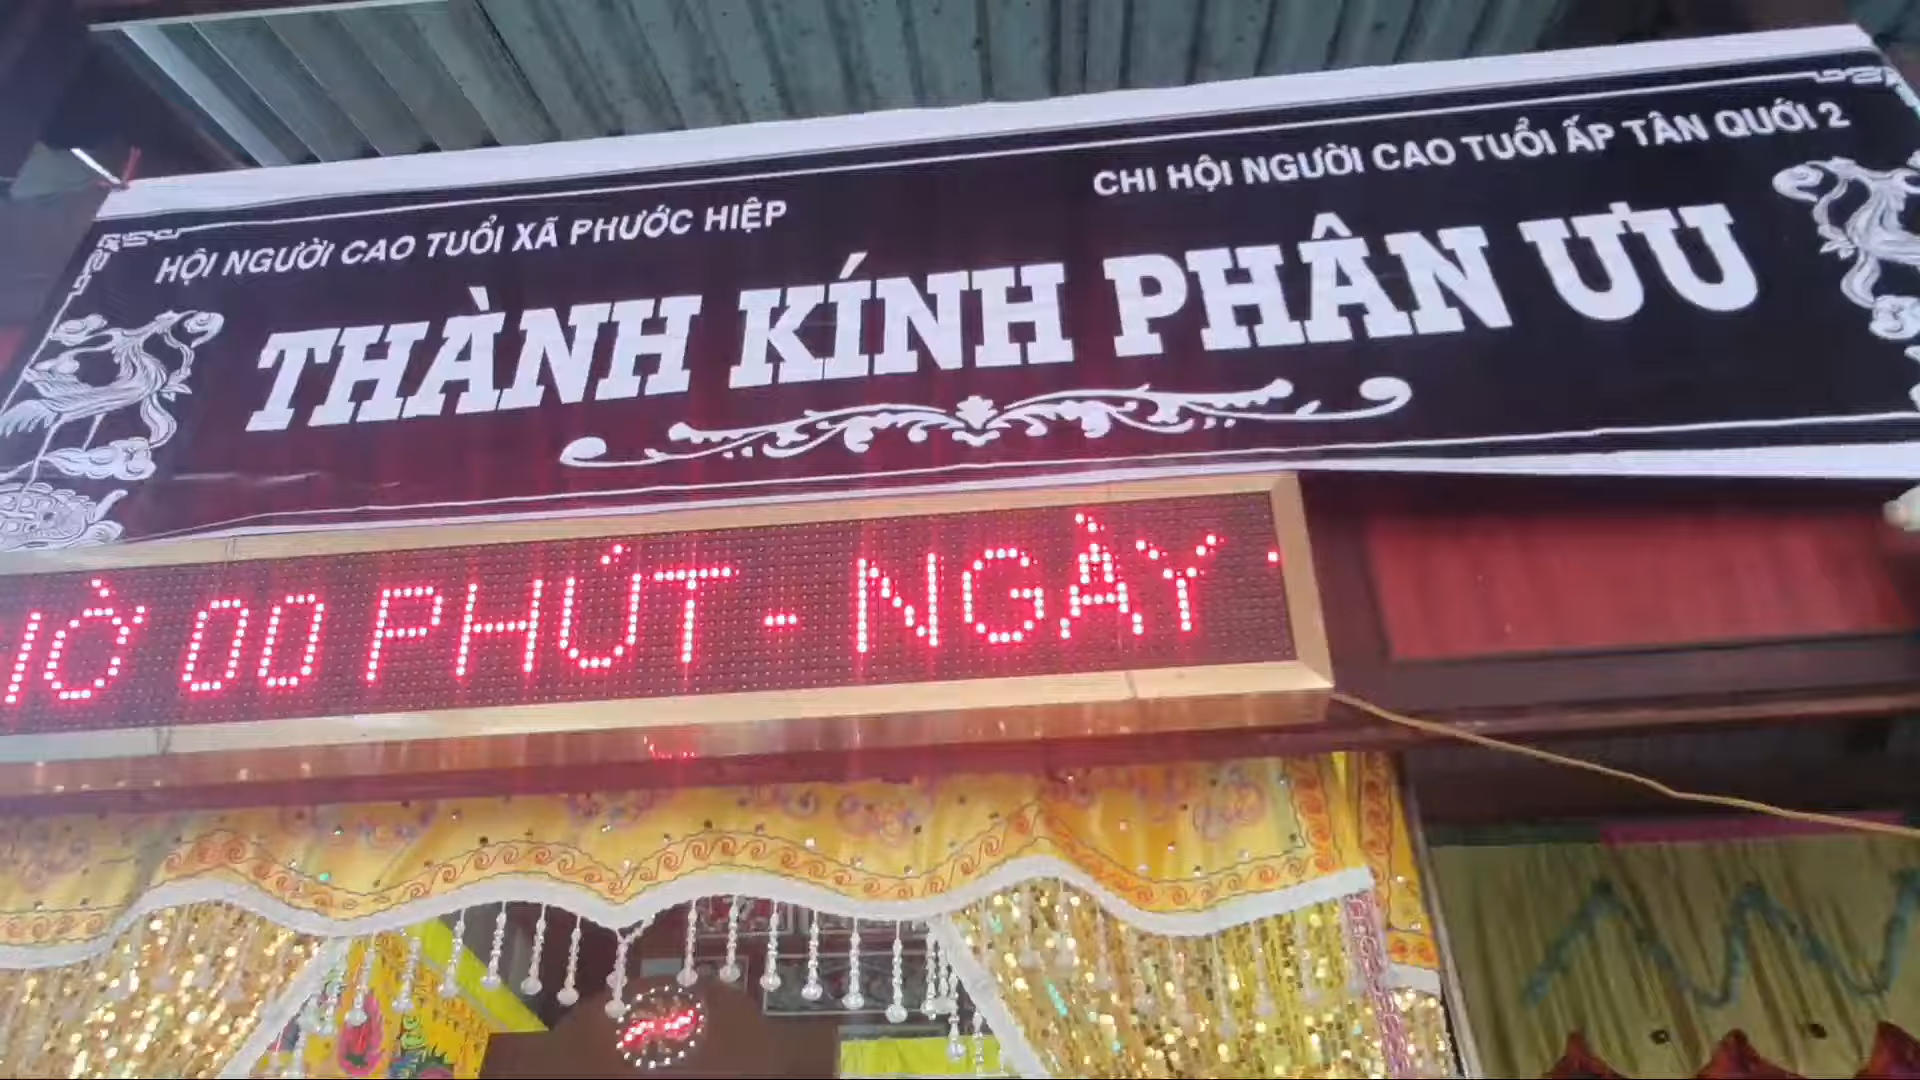 HỘI NGƯỜI CAO TUỔI XÃ PHƯỚC HIỆP
CHI HỘI NGƯỜI CAO TUỔI ẤP TÂN QUỚI 2
THÀNH KÍNH PHÂN ƯU
IỜ 00 PHÚT - NGÀY